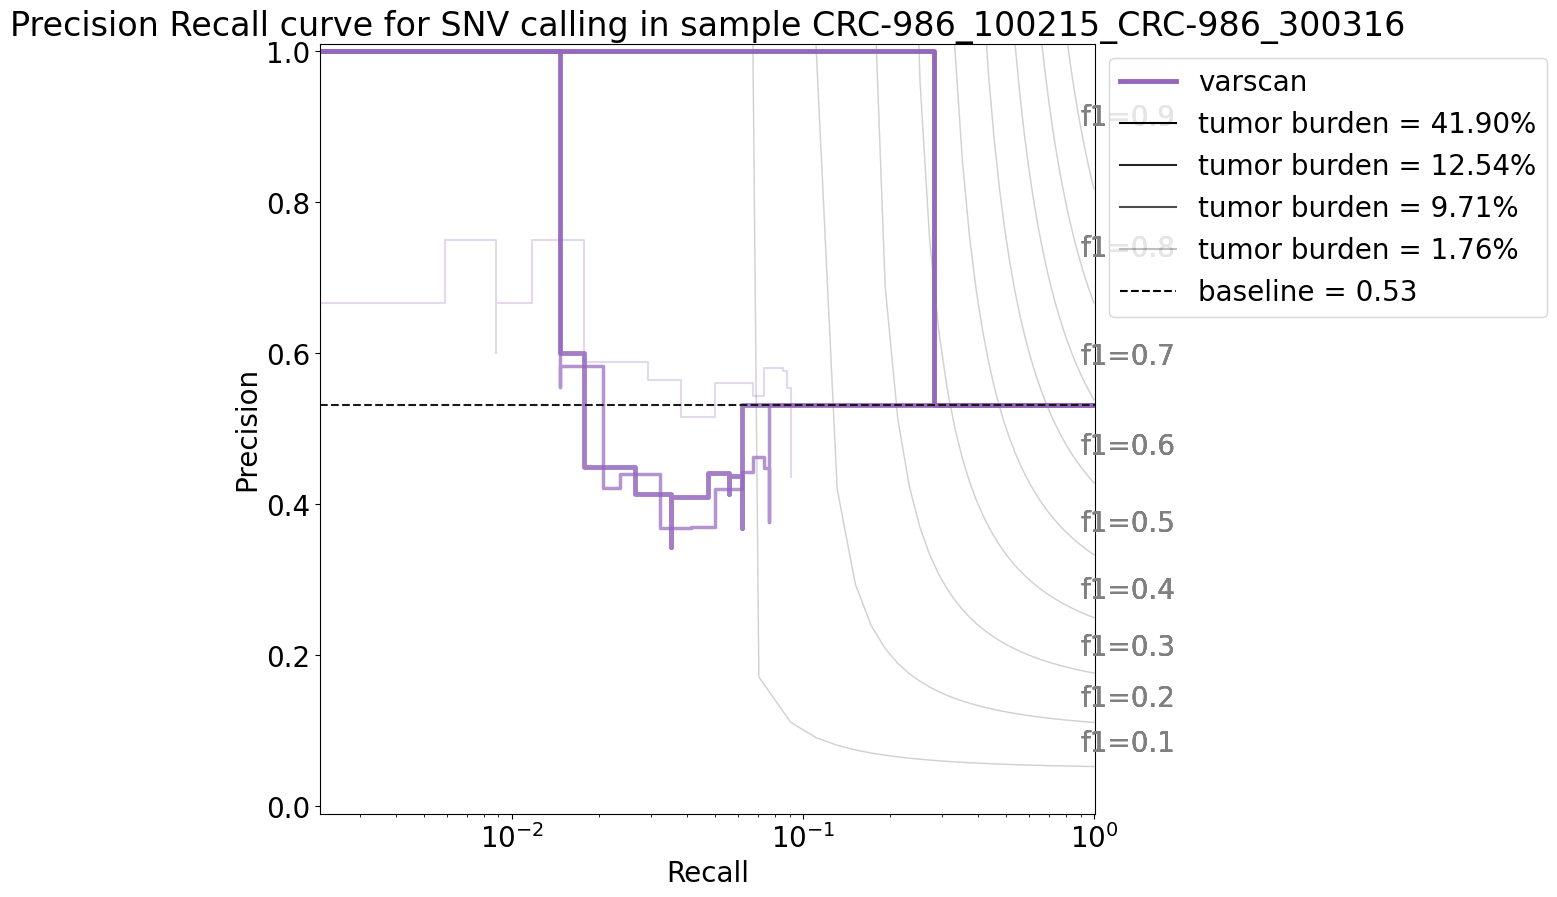 Precision Recall curve for SNV calling in sample CRC-986_100215_CRC-986_300316
1.0
0.8
0.6
0.4
0.2
0.0
Precision
10⁻²
10⁻¹
10⁰
Recall
f1=0.9
f1=0.8
f1=0.7
f1=0.6
f1=0.5
f1=0.4
f1=0.3
f1=0.2
f1=0.1
varscan
tumor burden = 41.90%
tumor burden = 12.54%
tumor burden = 9.71%
tumor burden = 1.76%
baseline = 0.53